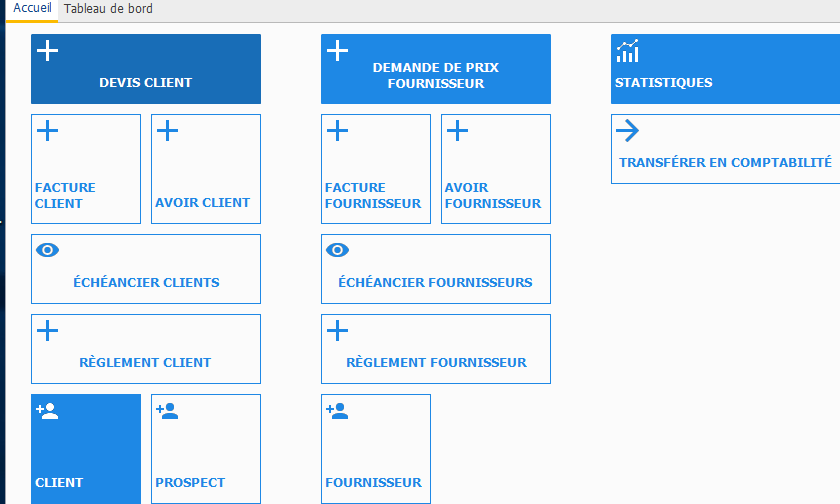 Accueil
Tableau de bord
DEVIS CLIENT
DEMANDE DE PRIX
FOURNISSEUR
STATISTIQUES
FACTURE
CLIENT
AVOIR CLIENT
FACTURE
FOURNISSEUR
AVOIR
FOURNISSEUR
TRANSFÉRER EN COMPTABILITÉ
ÉCHÉANCIER CLIENTS
ÉCHÉANCIER FOURNISSEURS
RÈGLEMENT CLIENT
RÈGLEMENT FOURNISSEUR
CLIENT
PROSPECT
FOURNISSEUR